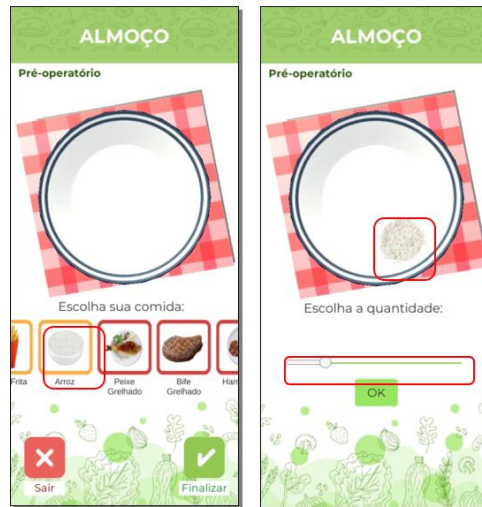 ALMOÇO
Pré-operatório
Escolha sua comida:
Frita
Arroz
Peixe
Grelhado
Bife
Grelhado
Ham
Sair
Finalizar
ALMOÇO
Pré-operatório
Escolha a quantidade:
OK